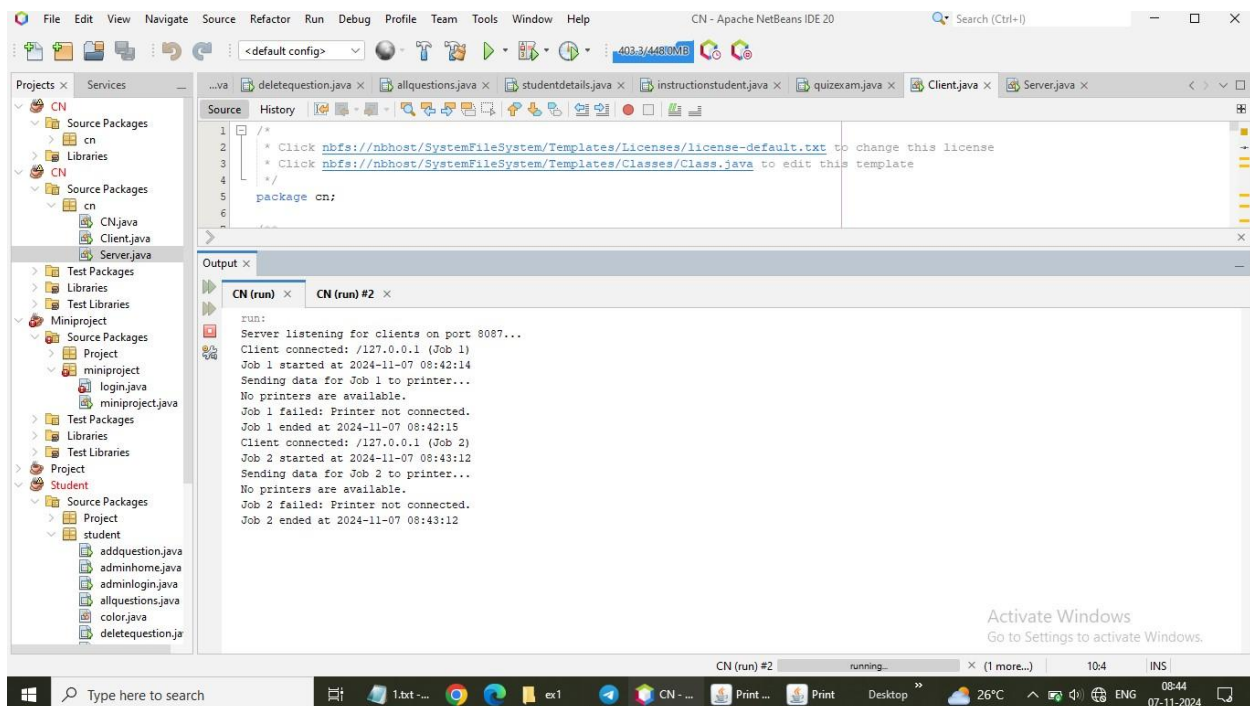 File Edit View Navigate Source Refactor Run Debug Profile Team Tools Window Help CN - Apache NetBeans IDE 20 Search (Ctrl+I)
<default config> 403.3/448.0MB
Projects Services
...va deletequestion.java allquestions.java studentdetails.java instructionstudent.java quizexam.java Client.java Server.java
CN
Source Packages
cn
Libraries
CN
Source Packages
cn
CN.java
Client.java
Server.java
Test Packages
Libraries
Test Libraries
Miniproject
Source Packages
Project
miniproject
login.java
miniproject.java
Test Packages
Libraries
Test Libraries
Project
Student
Source Packages
Project
student
addquestion.java
adminhome.java
adminlogin.java
allquestions.java
color.java
deletequestion.ja
Source History
1 /*
2 * Click nbfs://nbhost/SystemFileSystem/Templates/Licenses/license-default.txt to change this license
3 * Click nbfs://nbhost/SystemFileSystem/Templates/Classes/Class.java to edit this template
4 */
5 package cn;
6
Output
CN (run) CN (run) #2
run:
Server listening for clients on port 8087...
Client connected: /127.0.0.1 (Job 1)
Job 1 started at 2024-11-07 08:42:14
Sending data for Job 1 to printer...
No printers are available.
Job 1 failed: Printer not connected.
Job 1 ended at 2024-11-07 08:42:15
Client connected: /127.0.0.1 (Job 2)
Job 2 started at 2024-11-07 08:43:12
Sending data for Job 2 to printer...
No printers are available.
Job 2 failed: Printer not connected.
Job 2 ended at 2024-11-07 08:43:12
Activate Windows
Go to Settings to activate Windows.
CN (run) #2 running... (1 more...) 10:4 INS
Type here to search 1.txt -... ex1 CN - ... Print ... Print Desktop 26°C ENG 08:44
07-11-2024